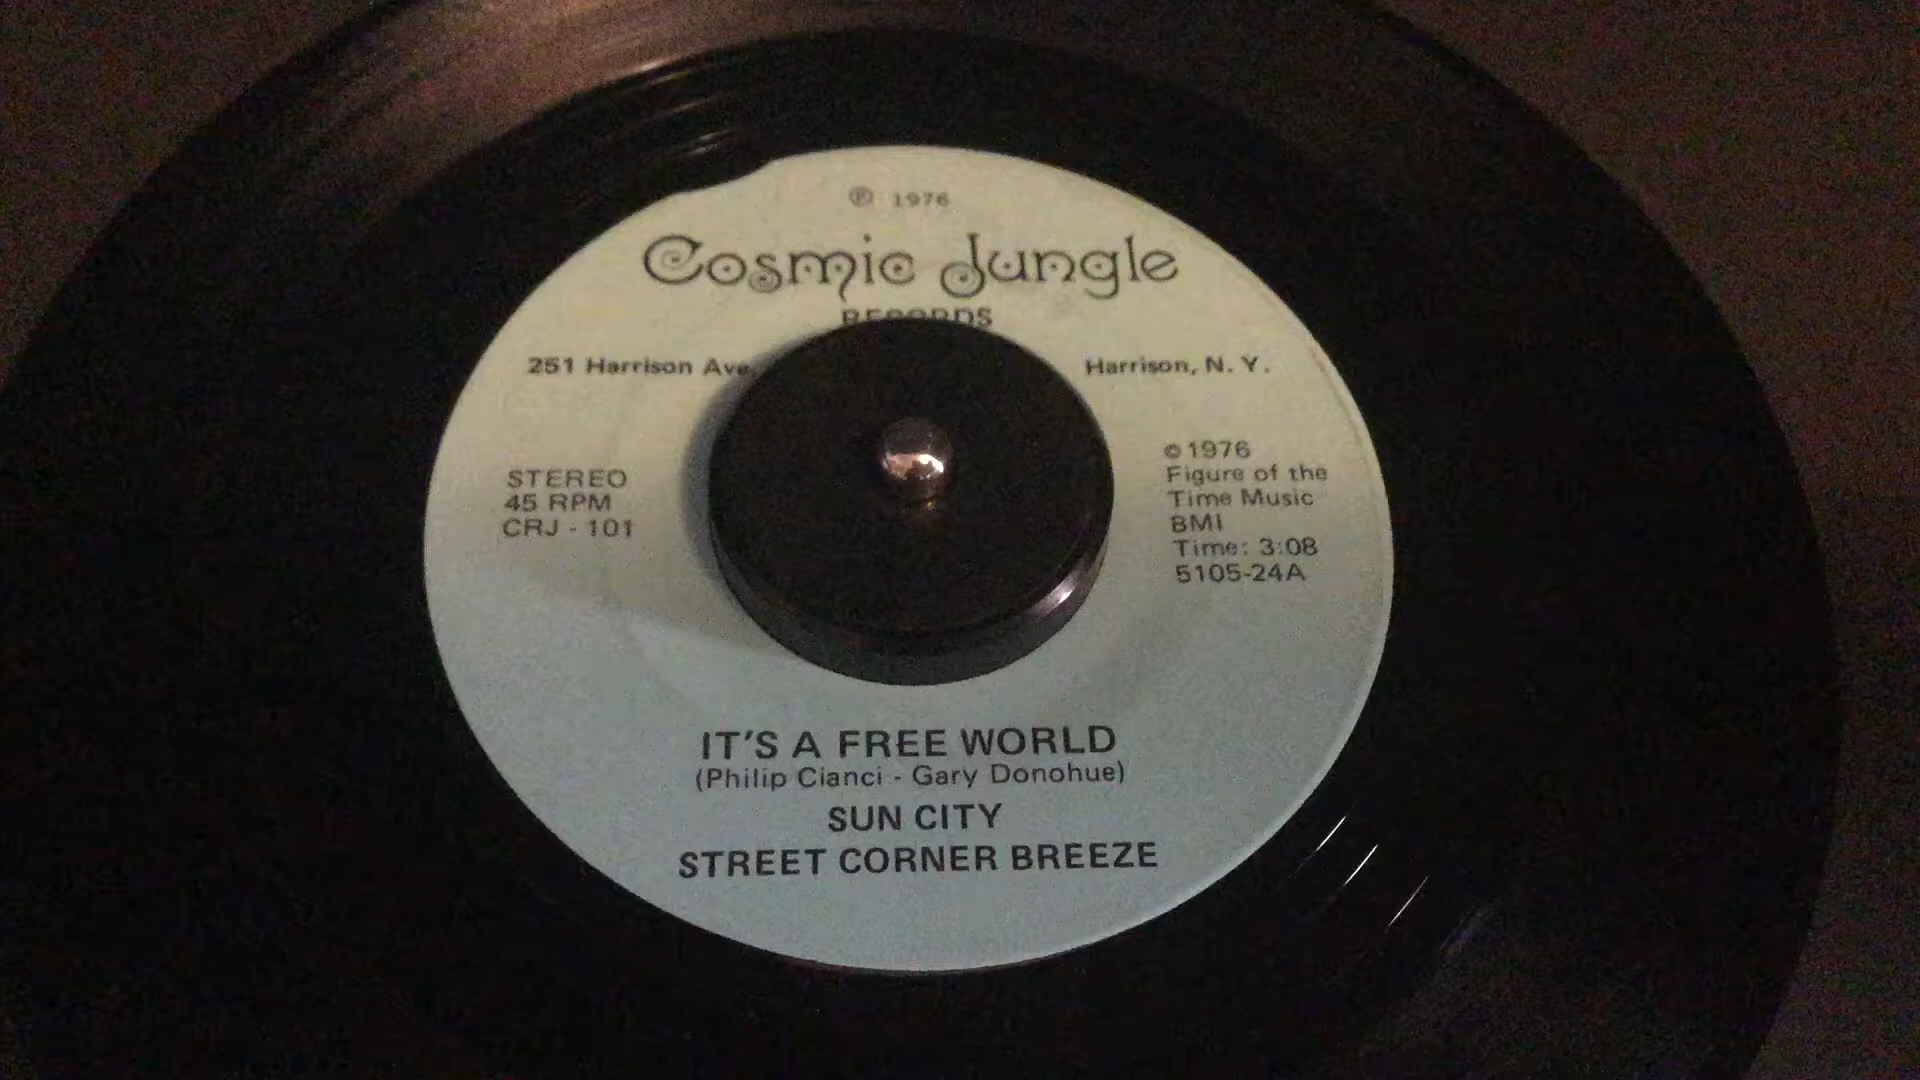 ℗ 1976
Cosmic Jungle
RECORDS
251 Harrison Ave. Harrison, N. Y.
STEREO
45 RPM
CRJ - 101
©1976
Figure of the
Time Music
BMI
Time: 3:08
5105-24A
IT'S A FREE WORLD
(Philip Cianci - Gary Donohue)
SUN CITY
STREET CORNER BREEZE